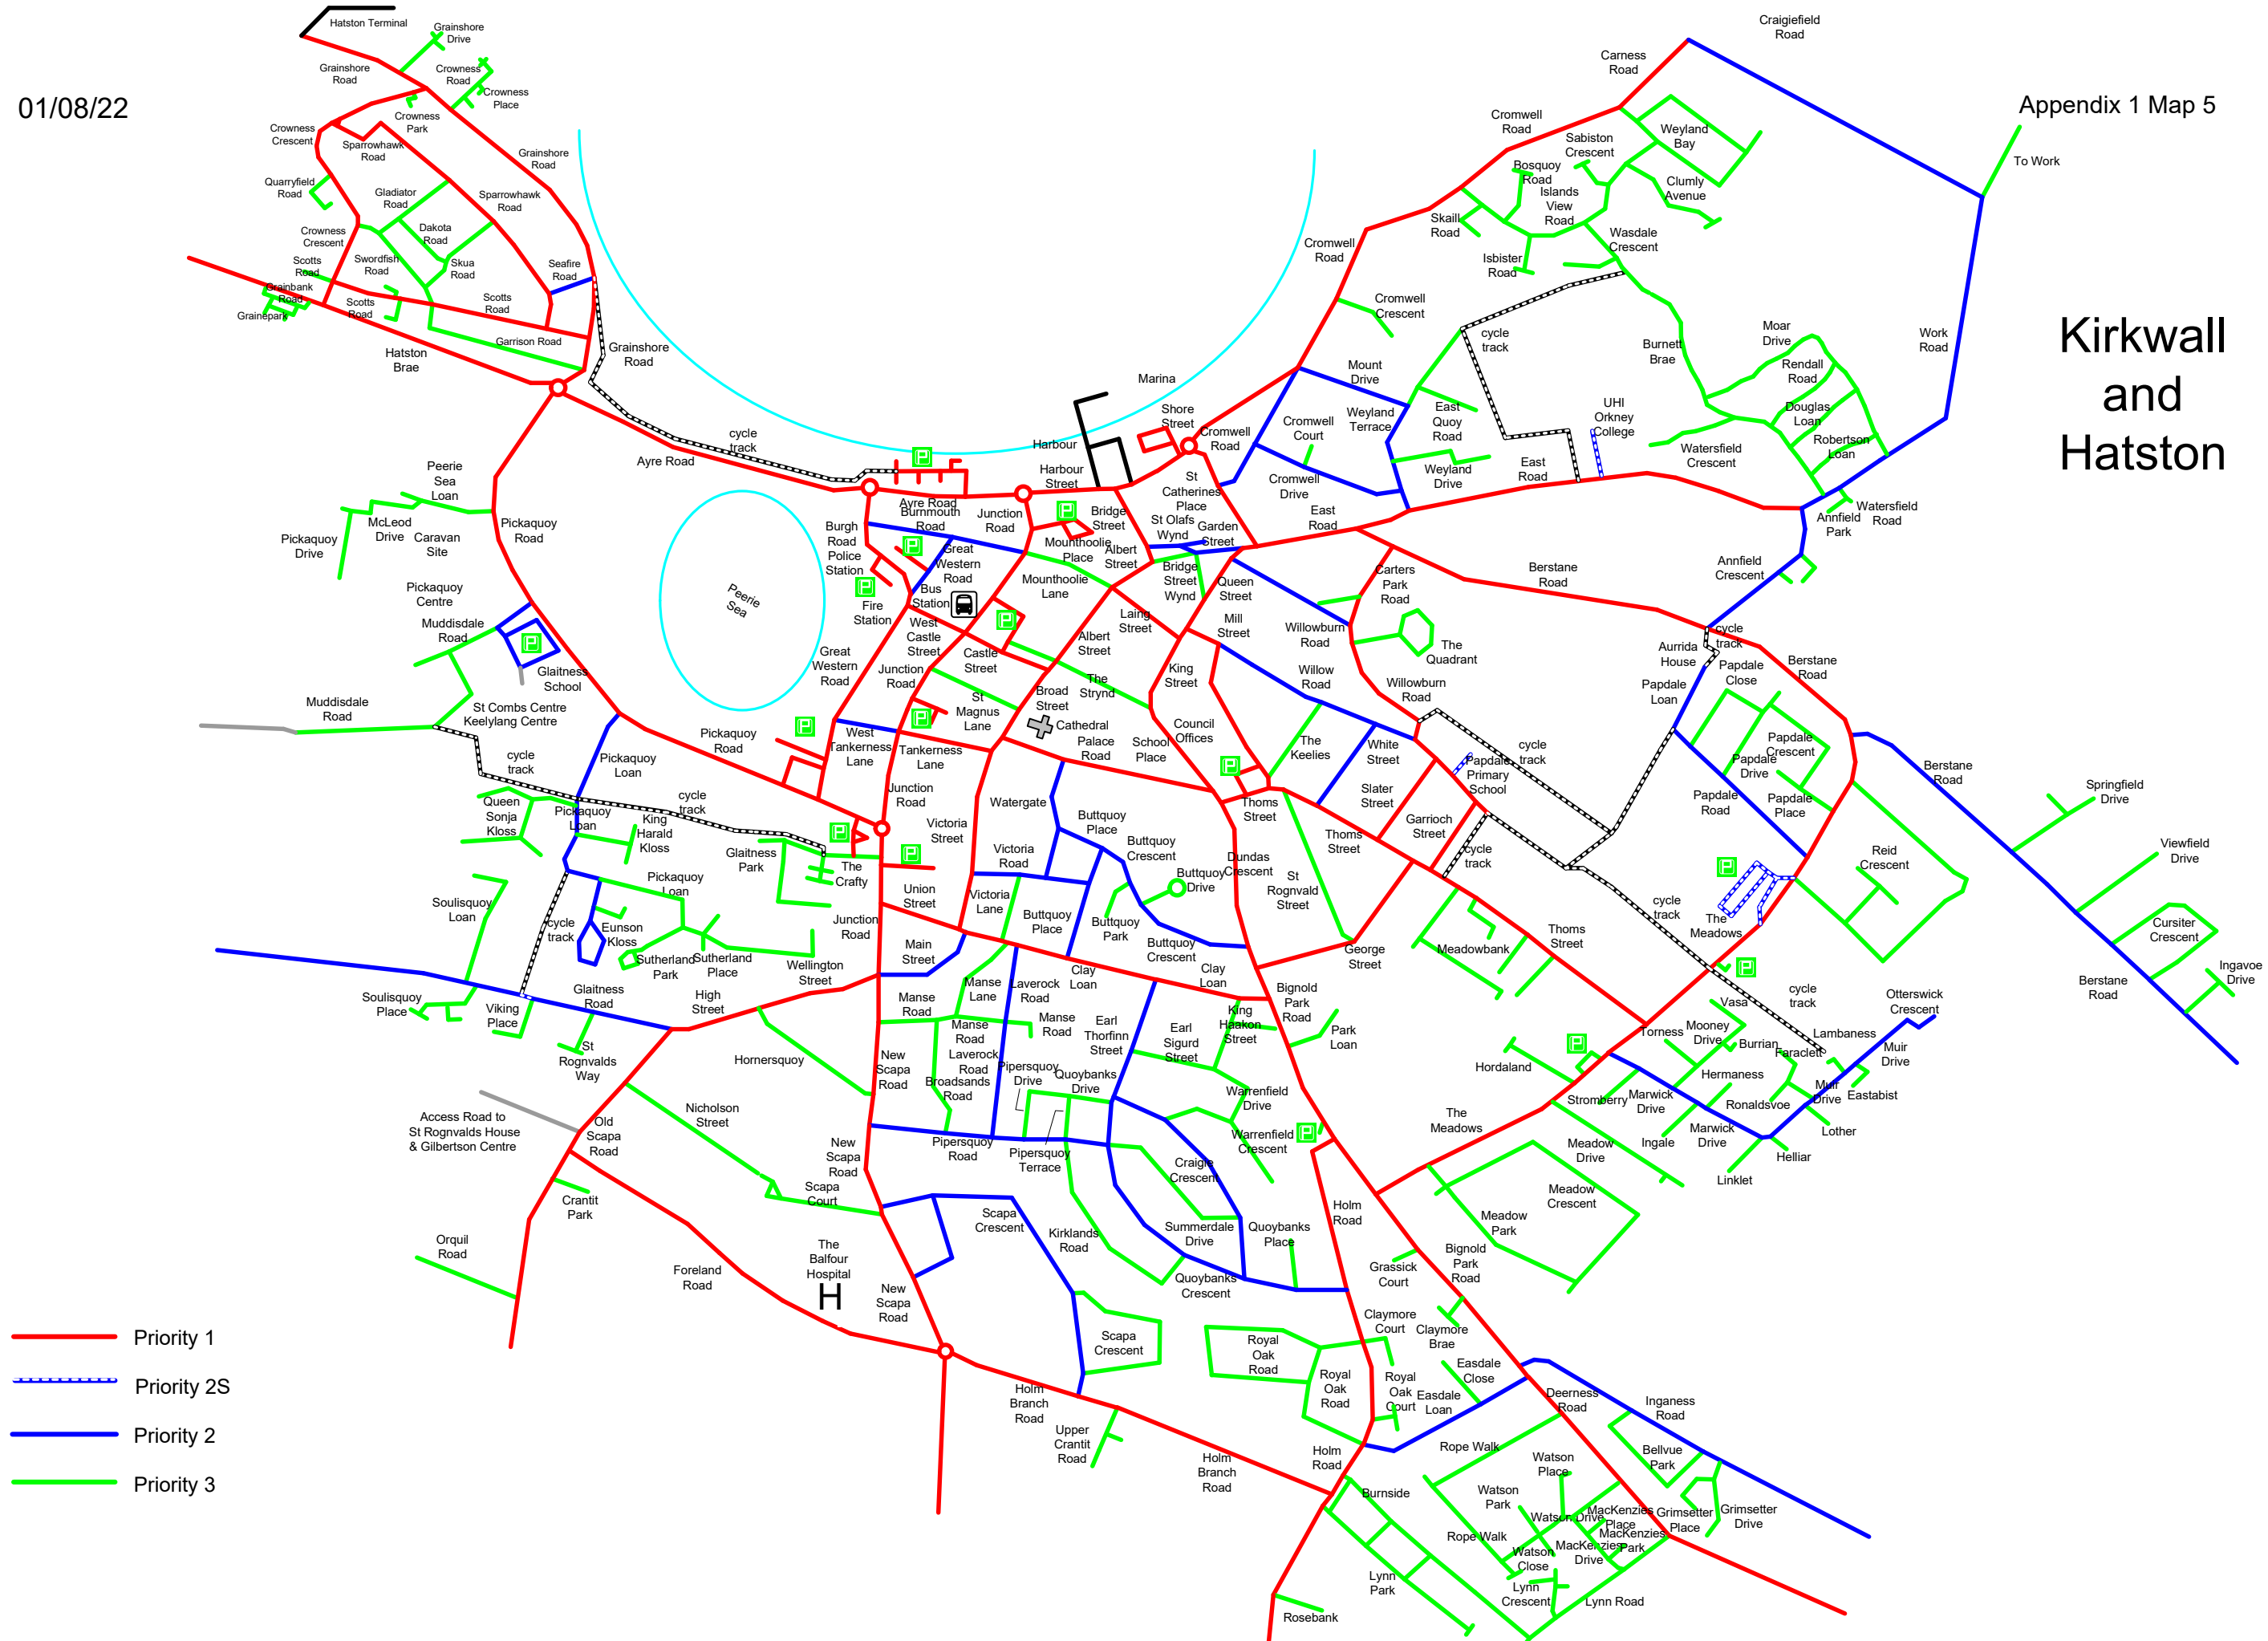 Hatston Terminal
Grainshore
Drive
Craigiefield
Road
01/08/22
Grainshore
Road
Crowness
Road
Crowness
Place
Carness
Road
Appendix 1 Map 5
Crowness
Park
Crowness
Crescent
Sparrowhawk
Road
Grainshore
Road
Cromwell
Road
Sabiston
Crescent
Weyland
Bay
To Work
Quarryfield
Road
Gladiator
Road
Sparrowhawk
Road
Bosquoy
Road
Islands
View
Road
Clumly
Avenue
Crowness
Crescent
Dakota
Road
Skaill
Road
Wasdale
Crescent
Cromwell
Road
Scotts
Road
Swordfish
Road
Skua
Road
Seafire
Road
Isbister
Road
Grainbank
Road
Grainepark
Scotts
Road
Scotts
Road
Cromwell
Crescent
Kirkwall
and
Hatston
Garrison Road
Hatston
Brae
Grainshore
Road
cycle
track
Burnett
Brae
Moar
Drive
Work
Road
Marina
Mount
Drive
Rendall
Road
Shore
Street
Cromwell
Road
Cromwell
Court
Weyland
Terrace
East
Quoy
Road
UHI
Orkney
College
Douglas
Loan
Robertson
Loan
cycle
track
Ayre Road
Harbour
Harbour
Street
Peerie
Sea
Loan
St
Catherines
Place
Cromwell
Drive
Weyland
Drive
East
Road
Watersfield
Crescent
McLeod
Drive
Caravan
Site
Pickaquoy
Drive
Pickaquoy
Road
Ayre Road
Burnmouth
Road
Junction
Road
Bridge
Street
St Olafs
Wynd
Garden
Street
East
Road
Annfield
Park
Watersfield
Road
Burgh
Road
Police
Station
Great
Western
Road
Mounthoolie
Place
Albert
Street
Bridge
Street
Wynd
Queen
Street
Carters
Park
Road
Berstane
Road
Annfield
Crescent
Pickaquoy
Centre
Muddisdale
Road
Peerie
Sea
Fire
Station
Bus
Station
Mounthoolie
Lane
Laing
Street
Mill
Street
Willowburn
Road
The
Quadrant
Glaitness
School
Great
Western
Road
West
Castle
Street
Junction
Road
Castle
Street
Albert
Street
The
Strynd
King
Street
Willow
Road
Willowburn
Road
Aurrida
House
cycle
track
Papdale
Loan
Papdale
Close
Berstane
Road
Muddisdale
Road
St Combs Centre
Keelylang Centre
St
Magnus
Lane
Broad
Street
Cathedral
Palace
Road
School
Place
Council
Offices
The
Keelies
White
Street
Papdale
Primary
School
cycle
track
Papdale
Crescent
Papdale
Drive
Papdale
Place
Papdale
Road
Berstane
Road
Springfield
Drive
cycle
track
Pickaquoy
Loan
Pickaquoy
Road
West
Tankerness
Lane
Tankerness
Lane
Junction
Road
Watergate
Thoms
Street
Slater
Street
Garrioch
Street
Queen
Sonja
Kloss
Pickaquoy
Loan
cycle
track
King
Harald
Kloss
Victoria
Street
Buttquoy
Place
Buttquoy
Crescent
Dundas
Crescent
Thoms
Street
cycle
track
Reid
Crescent
Viewfield
Drive
Glaitness
Park
The
Crafty
Victoria
Road
Buttquoy
Drive
St
Rognvald
Street
Soulisquoy
Loan
Pickaquoy
Loan
Union
Street
Victoria
Lane
cycle
track
Eunson
Kloss
Junction
Road
Buttquoy
Place
Buttquoy
Park
Buttquoy
Crescent
George
Street
Meadowbank
Thoms
Street
cycle
track
The
Meadows
Cursiter
Crescent
Sutherland
Park
Sutherland
Place
Wellington
Street
Main
Street
Clay
Loan
Clay
Loan
Ingavoe
Drive
Berstane
Road
Soulisquoy
Place
Viking
Place
Glaitness
Road
High
Street
Manse
Road
Manse
Lane
Laverock
Road
Bignold
Park
Road
cycle
track
Otterswick
Crescent
St
Rognvalds
Way
Hornersquoy
New
Scapa
Road
Manse
Road
Laverock
Road
Manse
Road
Earl
Thorfinn
Street
Earl
Sigurd
Street
King
Haakon
Street
Park
Loan
Vasa
Torness
Mooney
Drive
Burrian
Faraclett
Lambaness
Muir
Drive
Broadsands
Road
Pipersquoy
Drive
Quoybanks
Drive
Hordaland
Hermaness
Access Road to
St Rognvalds House
& Gilbertson Centre
Old
Scapa
Road
Nicholson
Street
Warrenfield
Drive
The
Meadows
Stromberry
Marwick
Drive
Ronaldsvoe
Muir
Drive
Eastabist
New
Scapa
Road
Pipersquoy
Road
Pipersquoy
Terrace
Warrenfield
Crescent
Meadow
Drive
Ingale
Marwick
Drive
Lother
Helliar
Linklet
Crantit
Park
Scapa
Court
Craigie
Crescent
Meadow
Crescent
Orquil
Road
Scapa
Crescent
Kirklands
Road
Summerdale
Drive
Quoybanks
Place
Holm
Road
Meadow
Park
Foreland
Road
The
Balfour
Hospital
H
New
Scapa
Road
Quoybanks
Crescent
Grassick
Court
Bignold
Park
Road
Priority 1
Priority 2S
Priority 2
Priority 3
Scapa
Crescent
Royal
Oak
Road
Claymore
Court
Claymore
Brae
Royal
Oak
Road
Royal
Oak
Court
Easdale
Close
Easdale
Loan
Deerness
Road
Inganess
Road
Holm
Branch
Road
Upper
Crantit
Road
Holm
Branch
Road
Holm
Road
Rope Walk
Bellvue
Park
Burnside
Watson
Place
Watson
Park
Watson Drive
Rope Walk
Watson
Close
MacKenzies
Place
MacKenzies
Park
MacKenzies
Drive
Grimsetter
Place
Grimsetter
Drive
Lynn
Park
Lynn
Crescent
Lynn Road
Rosebank